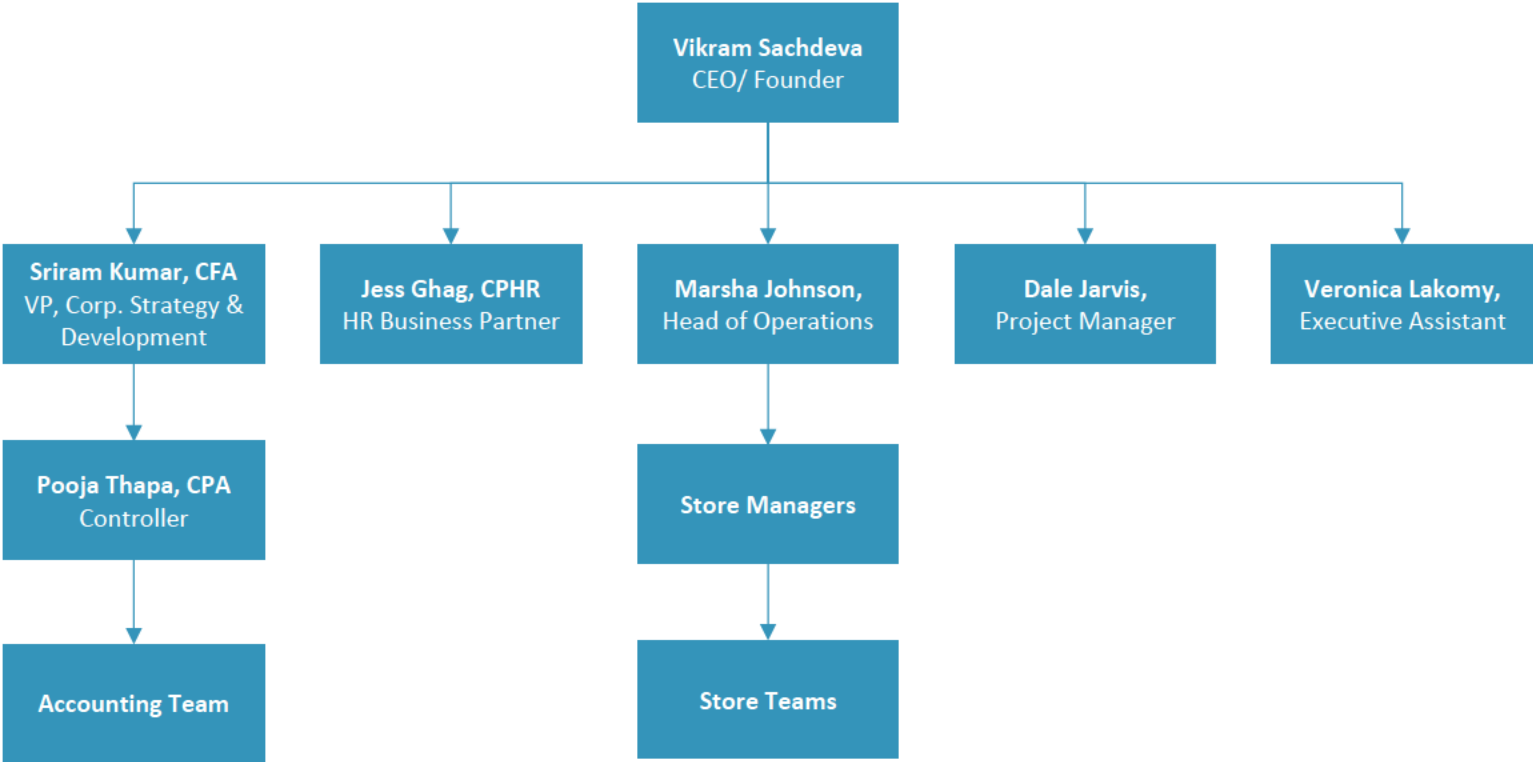 Vikram Sachdeva
CEO/ Founder
Sriram Kumar, CFA
VP, Corp. Strategy &
Development
Jess Ghag, CPHR
HR Business Partner
Marsha Johnson,
Head of Operations
Dale Jarvis,
Project Manager
Veronica Lakomy,
Executive Assistant
Pooja Thapa, CPA
Controller
Store Managers
Accounting Team
Store Teams